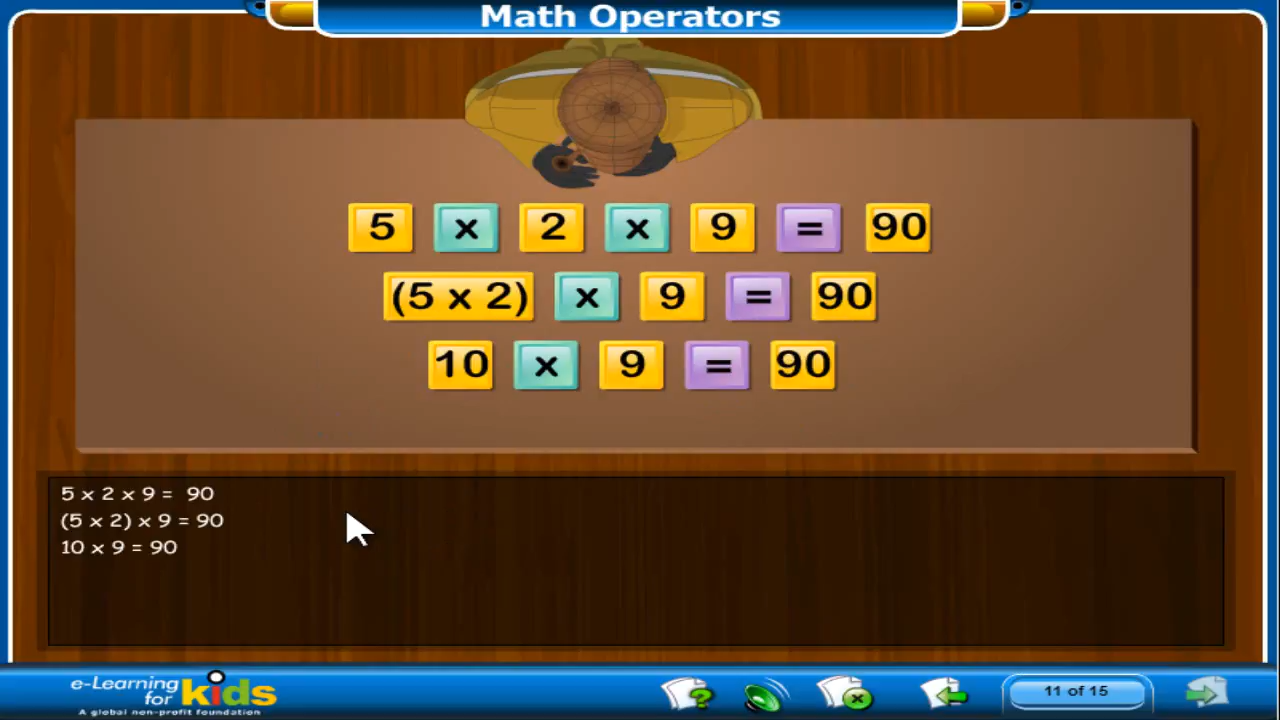 Math Operators
5 x 2 x 9 = 90
(5 x 2) x 9 = 90
10 x 9 = 90
5 x 2 x 9 =  90
(5 x 2) x 9 = 90
10 x 9 = 90
e-Learning
for kids
A global non-profit foundation
?
x
11 of 15